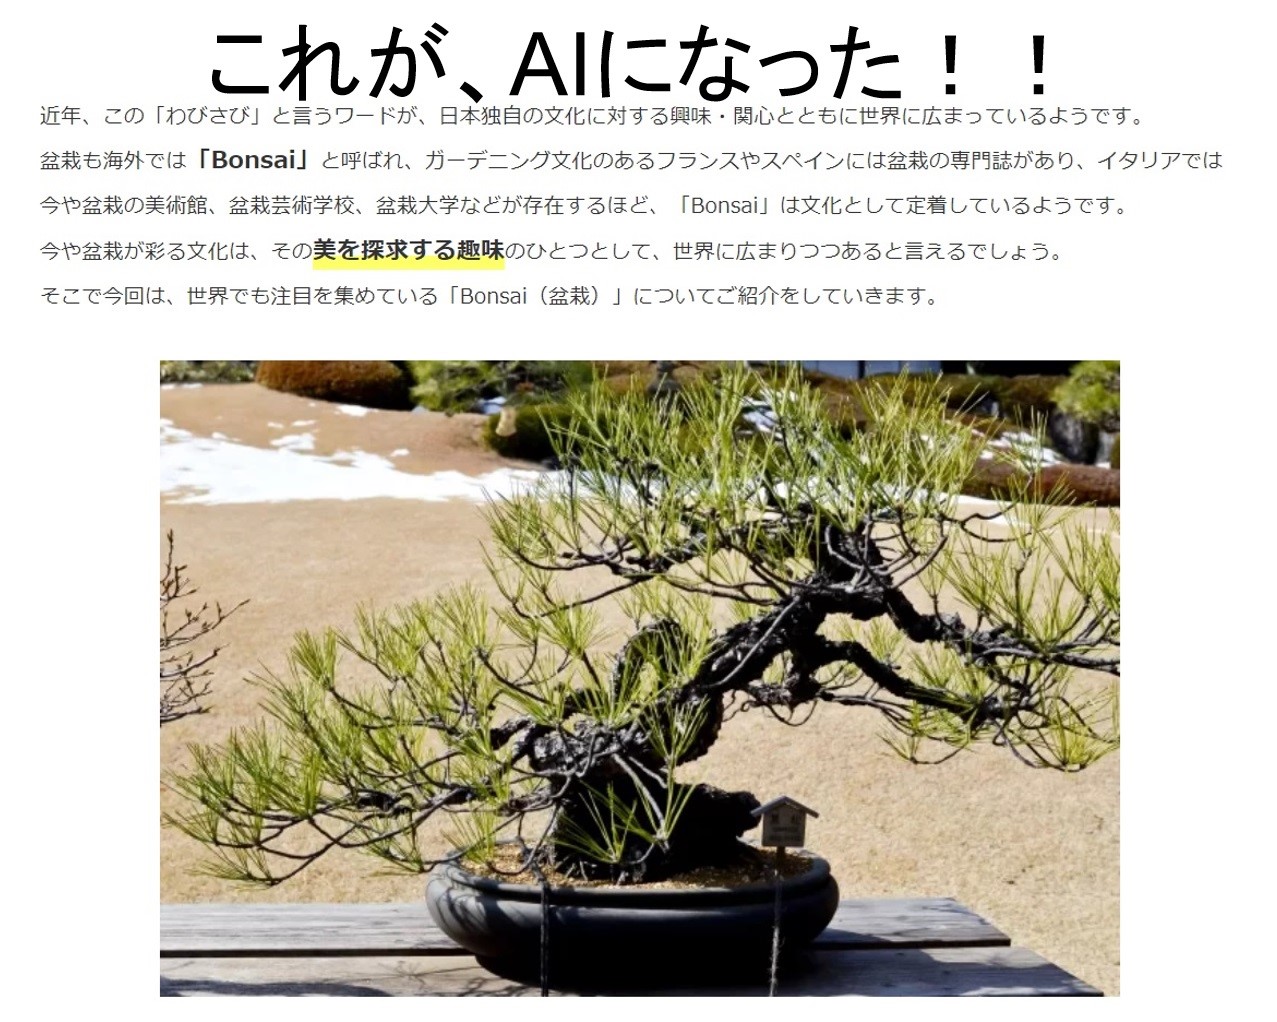 これが、AIになった！！
近年、この「わびさび」と言うワードが、日本独自の文化に対する興味・関心とともに世界に広まっているようです。
盆栽も海外では「Bonsai」と呼ばれ、ガーデニング文化のあるフランスやスペインには盆栽の専門誌があり、イタリアでは
今や盆栽の美術館、盆栽芸術学校、盆栽大学などが存在するほど、「Bonsai」は文化として定着しているようです。
今や盆栽が彩る文化は、その美を探求する趣味のひとつとして、世界に広まりつつあると言えるでしょう。
そこで今回は、世界でも注目を集めている「Bonsai（盆栽）」についてご紹介をしていきます。